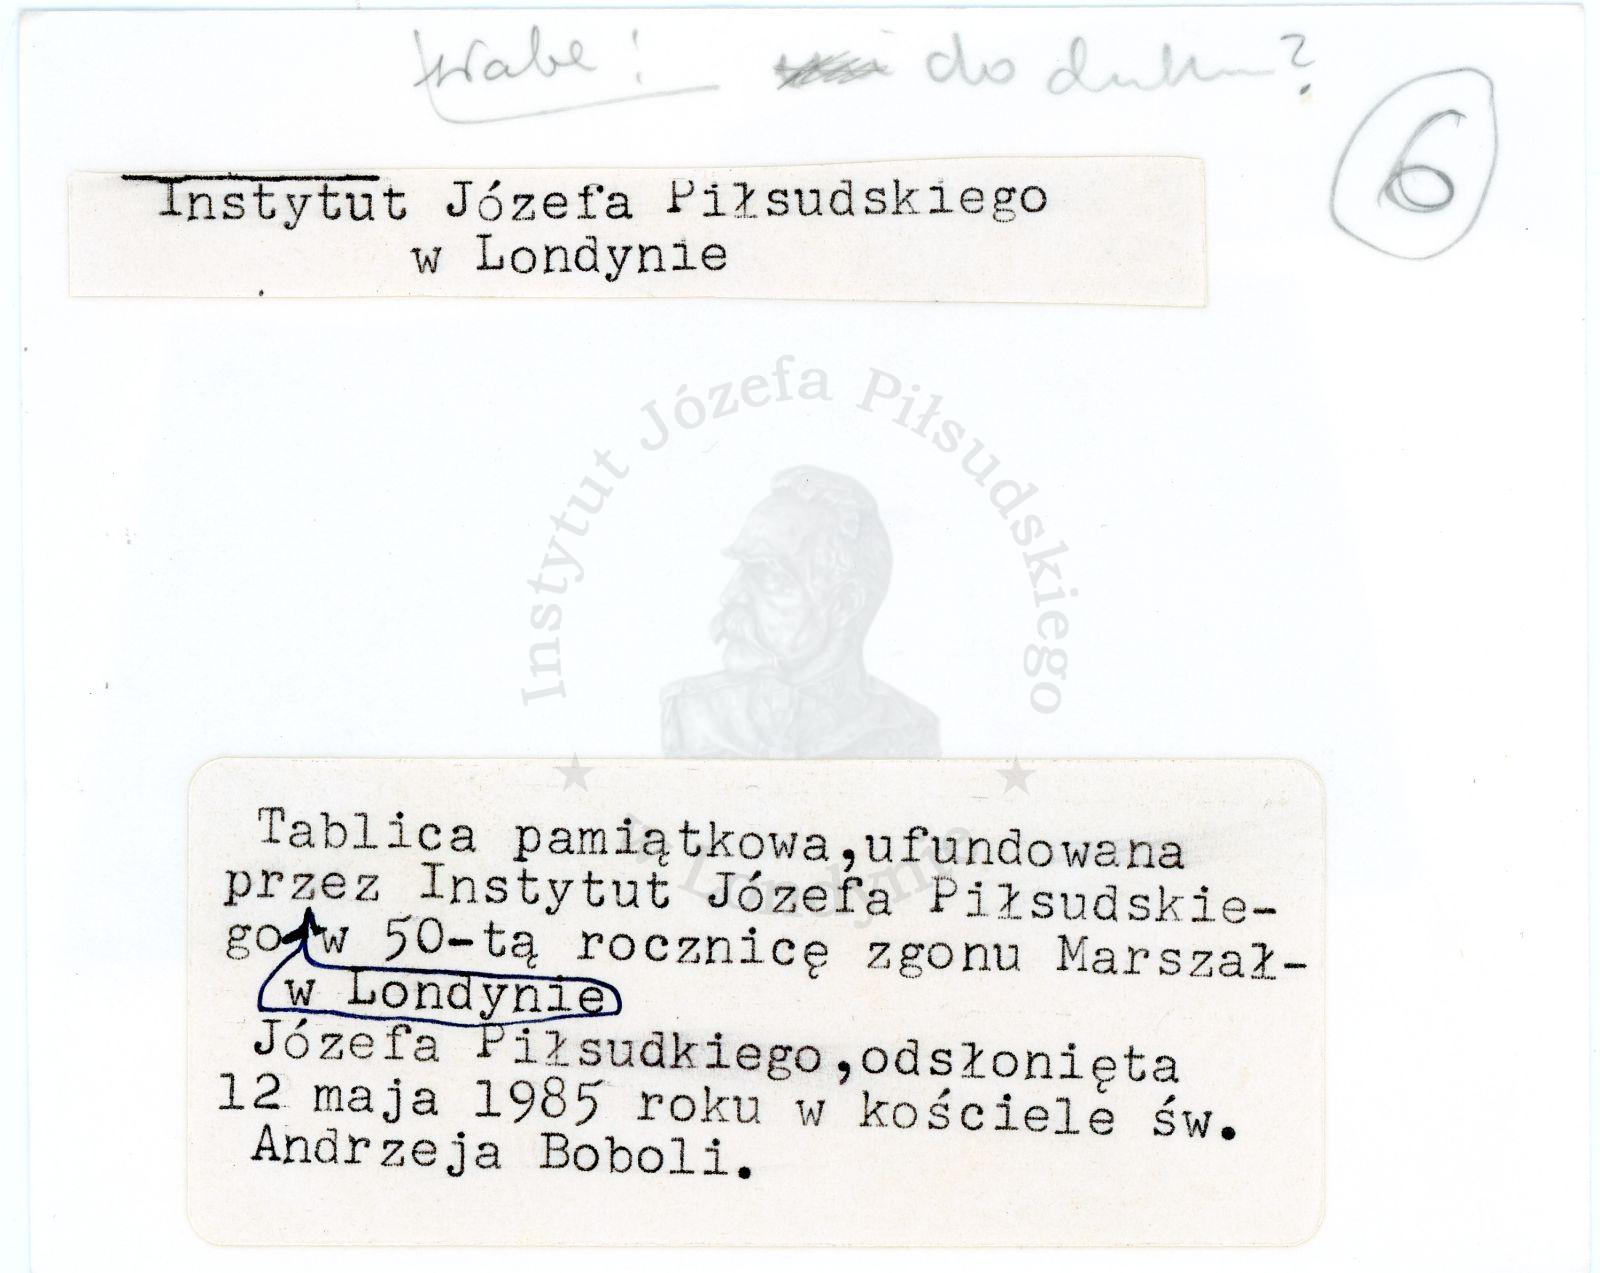 do druku?
6
Instytut Józefa Piłsudskiego
w Londynie
Instytut Józefa Piłsudskiego
w Londynie
Tablica pamiątkowa,ufundowana
przez Instytut Józefa Piłsudskie-
go w 50-tą rocznicę zgonu Marszał-
w Londynie
Józefa Piłsudkiego,odsłonięta
12 maja 1985 roku w kościele św.
Andrzeja Boboli.